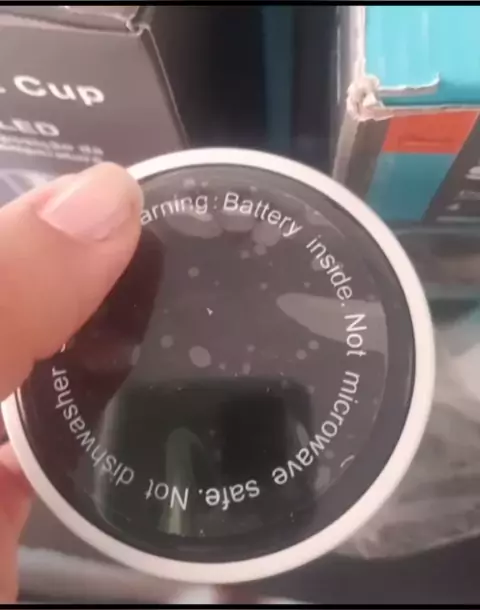 Cup
LED
arning: Battery inside. Not microwave safe. Not dishwasher